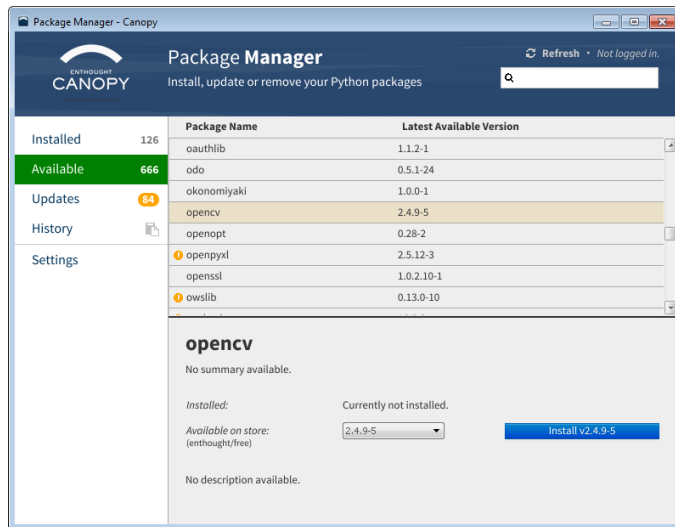 Package Manager - Canopy
ENTHOUGHT
CANOPY
Package Manager
Install, update or remove your Python packages
Refresh • Not logged in.
Installed 126
Available 666
Updates 84
History
Settings
Package Name Latest Available Version
oauthlib 1.1.2-1
odo 0.5.1-24
okonomiyaki 1.0.0-1
opencv 2.4.9-5
openopt 0.28-2
openpyxl 2.5.12-3
openssl 1.0.2.10-1
owslib 0.13.0-10
opencv
No summary available.
Installed: Currently not installed.
Available on store: 2.4.9-5 Install v2.4.9-5
(enthought/free)
No description available.